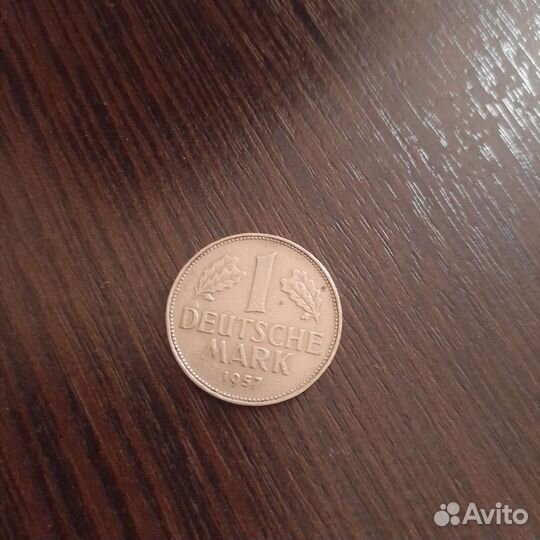 1
DEUTSCHE
MARK
1957
Avito